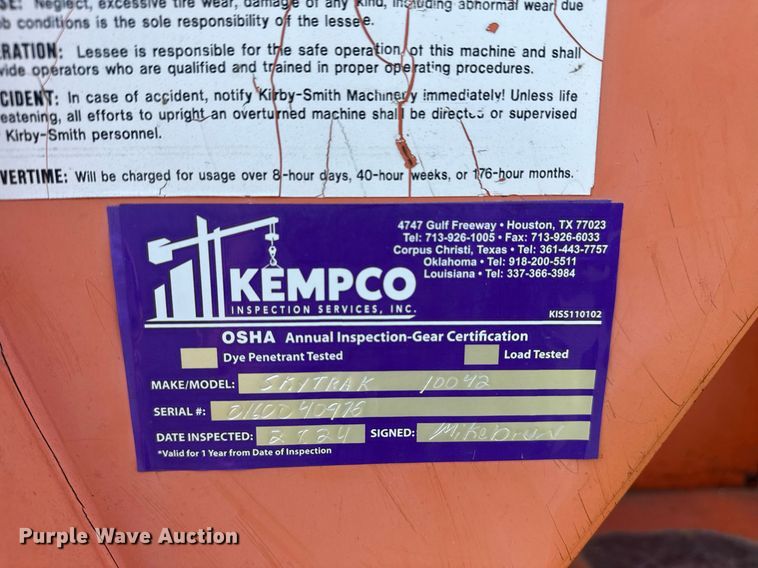 SE: Neglect, excessive tire wear, damage of any kind, including abnormal wear due
ob conditions is the sole responsibility of the lessee.
RATION: Lessee is responsible for the safe operation of this machine and shall
vide operators who are qualified and trained in proper operating procedures.
CIDENT: In case of accident, notify Kirby-Smith Machinery immediately! Unless life
eatening, all efforts to upright an overturned machine shall be directed or supervised
Kirby-Smith personnel.
VERTIME: Will be charged for usage over 8-hour days, 40-hour weeks, or 176-hour months.
4747 Gulf Freeway • Houston, TX 77023
Tel: 713-926-1005 • Fax: 713-926-6033
Corpus Christi, Texas • Tel: 361-443-7757
Oklahoma • Tel: 918-200-5511
Louisiana • Tel: 337-366-3984
KEMPCO
INSPECTION SERVICES, INC.
KISS110102
OSHA Annual Inspection-Gear Certification
Dye Penetrant Tested Load Tested
MAKE/MODEL: SKYTRAK 10042
SERIAL #: 0160040975
DATE INSPECTED: 2 7 24 SIGNED: Mike
*Valid for 1 Year from Date of Inspection
Purple Wave Auction